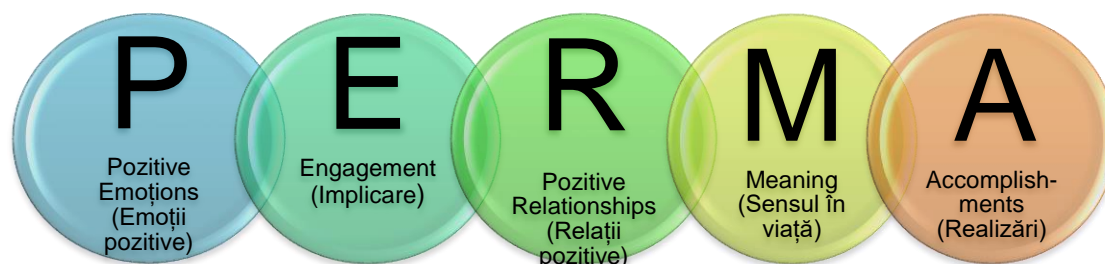 P
Pozitive
Emoțions
(Emoții
pozitive)
E
Engagement
(Implicare)
R
Pozitive
Relationships
(Relații
pozitive)
M
Meaning
(Sensul în
viață)
A
Accomplish-
ments
(Realizări)